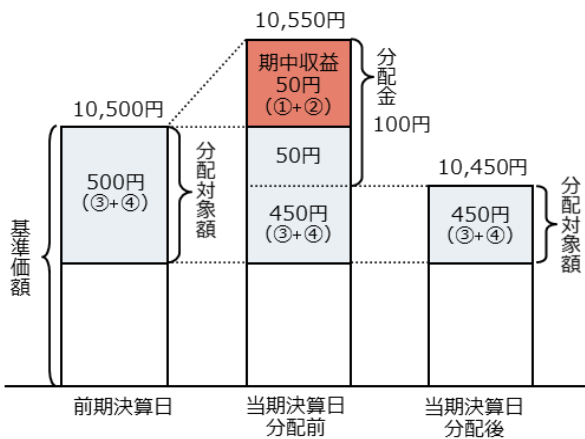 10,550円
期中収益
50円
(①+②)
分配金
100円
10,500円
500円
(③+④)
分配対象額
50円
450円
(③+④)
10,450円
450円
(③+④)
分配対象額
基準価額
前期決算日
当期決算日
分配前
当期決算日
分配後